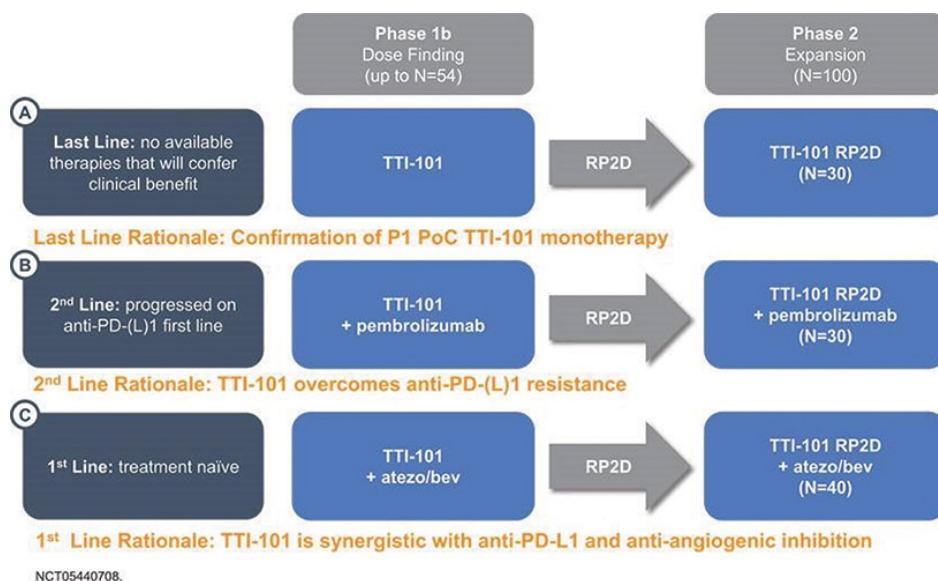 Phase 1b
Dose Finding
(up to N=54)
Phase 2
Expansion
(N=100)
A
Last Line: no available
therapies that will confer
clinical benefit
TTI-101
RP2D
TTI-101 RP2D
(N=30)
Last Line Rationale: Confirmation of P1 PoC TTI-101 monotherapy
B
2nd Line: progressed on
anti-PD-(L)1 first line
TTI-101
+ pembrolizumab
RP2D
TTI-101 RP2D
+ pembrolizumab
(N=30)
2nd Line Rationale: TTI-101 overcomes anti-PD-(L)1 resistance
C
1st Line: treatment naïve
TTI-101
+ atezo/bev
RP2D
TTI-101 RP2D
+ atezo/bev
(N=40)
1st Line Rationale: TTI-101 is synergistic with anti-PD-L1 and anti-angiogenic inhibition
NCT05440708.